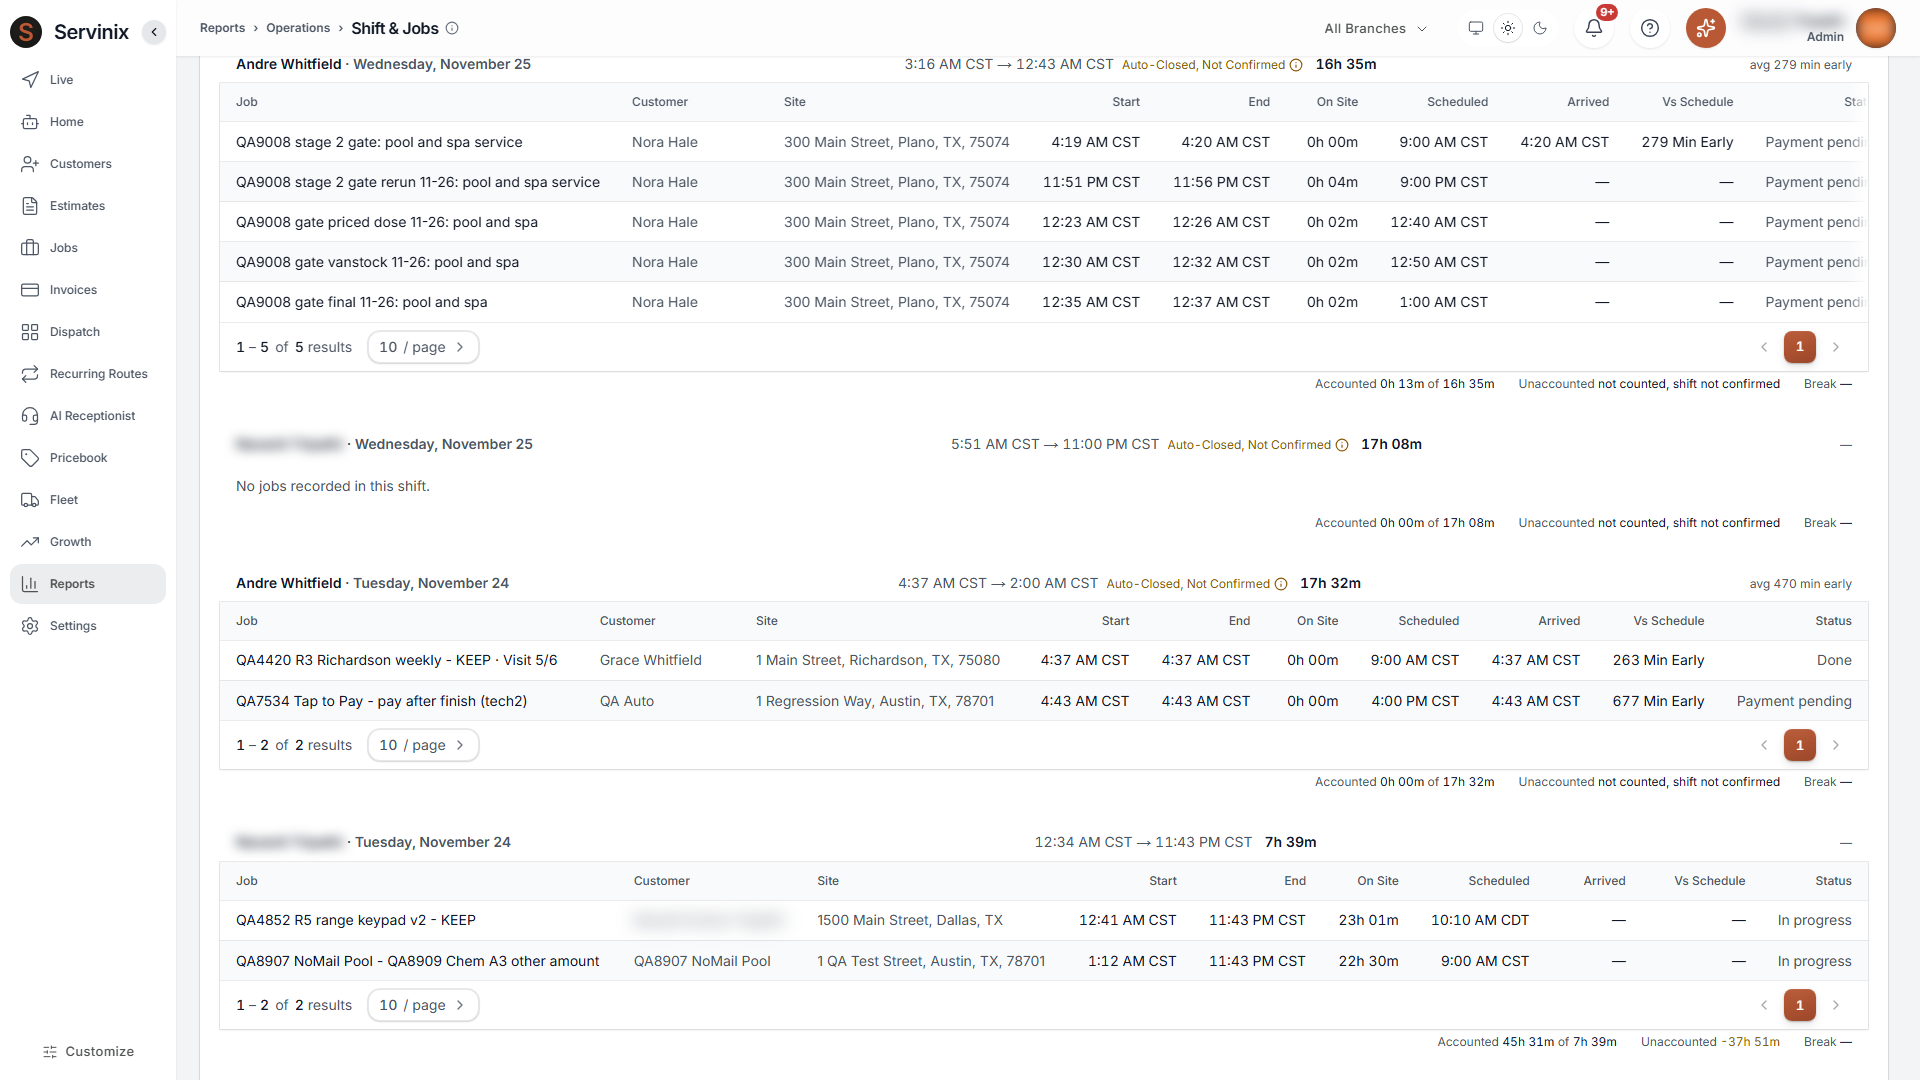 Servinix
Reports › Operations › Shift & Jobs
All Branches
9+
Admin
Live
Home
Customers
Estimates
Jobs
Invoices
Dispatch
Recurring Routes
AI Receptionist
Pricebook
Fleet
Growth
Reports
Settings
Customize
Andre Whitfield · Wednesday, November 25 3:16 AM CST → 12:43 AM CST Auto-Closed, Not Confirmed 16h 35m avg 279 min early
Job Customer Site Start End On Site Scheduled Arrived Vs Schedule
QA9008 stage 2 gate: pool and spa service Nora Hale 300 Main Street, Plano, TX, 75074 4:19 AM CST 4:20 AM CST 0h 00m 9:00 AM CST 4:20 AM CST 279 Min Early Payment
QA9008 stage 2 gate rerun 11-26: pool and spa service Nora Hale 300 Main Street, Plano, TX, 75074 11:51 PM CST 11:56 PM CST 0h 04m 9:00 PM CST — — Payment
QA9008 gate priced dose 11-26: pool and spa Nora Hale 300 Main Street, Plano, TX, 75074 12:23 AM CST 12:26 AM CST 0h 02m 12:40 AM CST — — Payment
QA9008 gate vanstock 11-26: pool and spa Nora Hale 300 Main Street, Plano, TX, 75074 12:30 AM CST 12:32 AM CST 0h 02m 12:50 AM CST — — Payment
QA9008 gate final 11-26: pool and spa Nora Hale 300 Main Street, Plano, TX, 75074 12:35 AM CST 12:37 AM CST 0h 02m 1:00 AM CST — — Payment
1 – 5 of 5 results 10 / page 1
Accounted 0h 13m of 16h 35m Unaccounted not counted, shift not confirmed Break —
· Wednesday, November 25 5:51 AM CST → 11:00 PM CST Auto-Closed, Not Confirmed 17h 08m —
No jobs recorded in this shift.
Accounted 0h 00m of 17h 08m Unaccounted not counted, shift not confirmed Break —
Andre Whitfield · Tuesday, November 24 4:37 AM CST → 2:00 AM CST Auto-Closed, Not Confirmed 17h 32m avg 470 min early
Job Customer Site Start End On Site Scheduled Arrived Vs Schedule Status
QA4420 R3 Richardson weekly - KEEP · Visit 5/6 Grace Whitfield 1 Main Street, Richardson, TX, 75080 4:37 AM CST 4:37 AM CST 0h 00m 9:00 AM CST 4:37 AM CST 263 Min Early Done
QA7534 Tap to Pay - pay after finish (tech2) QA Auto 1 Regression Way, Austin, TX, 78701 4:43 AM CST 4:43 AM CST 0h 00m 4:00 PM CST 4:43 AM CST 677 Min Early Payment pending
1 – 2 of 2 results 10 / page 1
Accounted 0h 00m of 17h 32m Unaccounted not counted, shift not confirmed Break —
· Tuesday, November 24 12:34 AM CST → 11:43 PM CST 7h 39m —
Job Customer Site Start End On Site Scheduled Arrived Vs Schedule Status
QA4852 R5 range keypad v2 - KEEP 1500 Main Street, Dallas, TX 12:41 AM CST 11:43 PM CST 23h 01m 10:10 AM CDT — — In progress
QA8907 NoMail Pool - QA8909 Chem A3 other amount QA8907 NoMail Pool 1 QA Test Street, Austin, TX, 78701 1:12 AM CST 11:43 PM CST 22h 30m 9:00 AM CST — — In progress
1 – 2 of 2 results 10 / page 1
Accounted 45h 31m of 7h 39m Unaccounted -37h 51m Break —